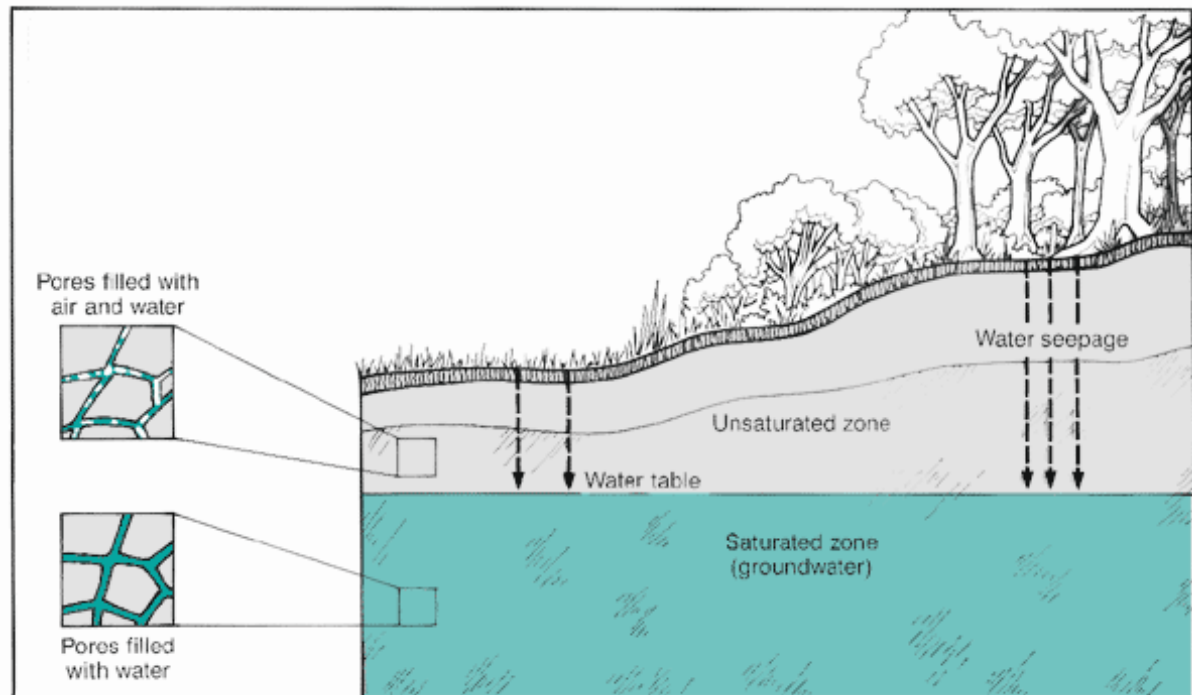 Pores filled with
air and water
Water seepage
Unsaturated zone
Water table
Saturated zone
(groundwater)
Pores filled
with water